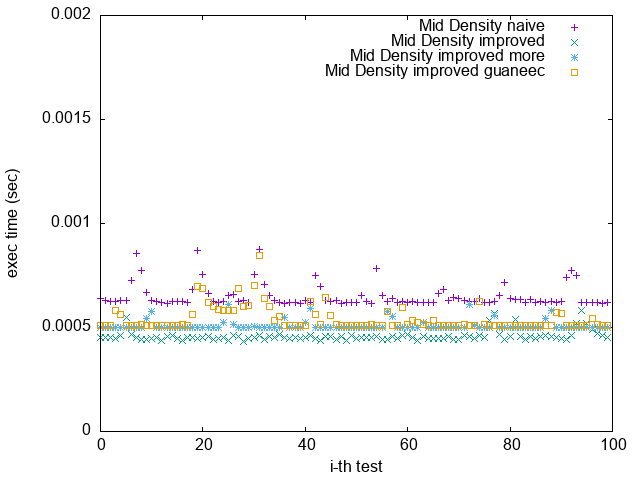 0.002
Mid Density naive
Mid Density improved
Mid Density improved more
Mid Density improved guaneec
0.0015
0.001
0.0005
0
exec time (sec)
0 20 40 60 80 100
i-th test